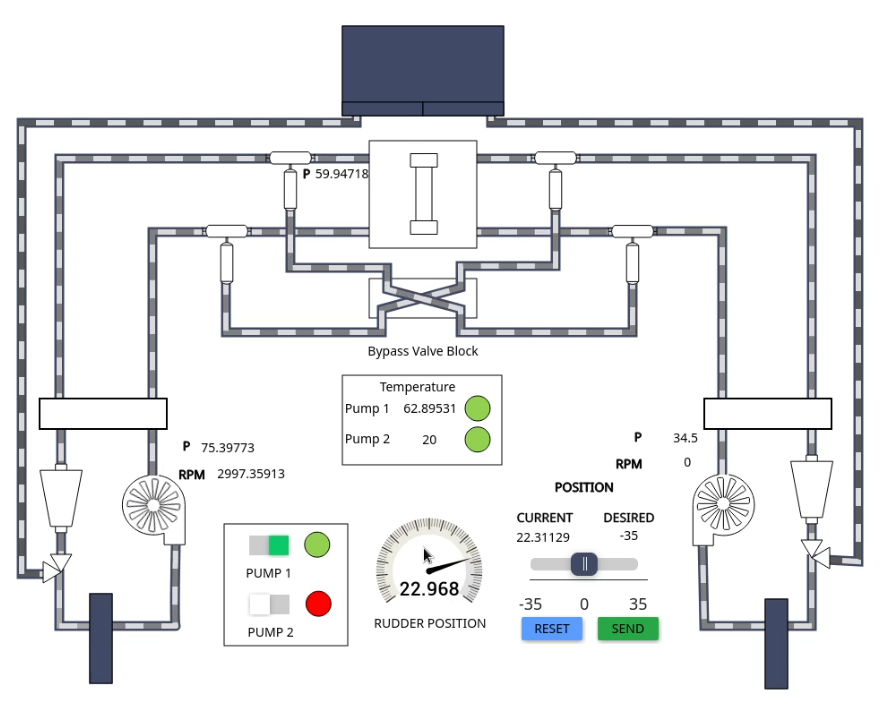 P 59.94718
Bypass Valve Block
Temperature
Pump 1 62.89531
Pump 2 20
P 75.39773
RPM 2997.35913
P 34.5
RPM 0
POSITION
CURRENT DESIRED
22.31129 -35
-35 0 35
RESET SEND
PUMP 1
PUMP 2
22.968
RUDDER POSITION